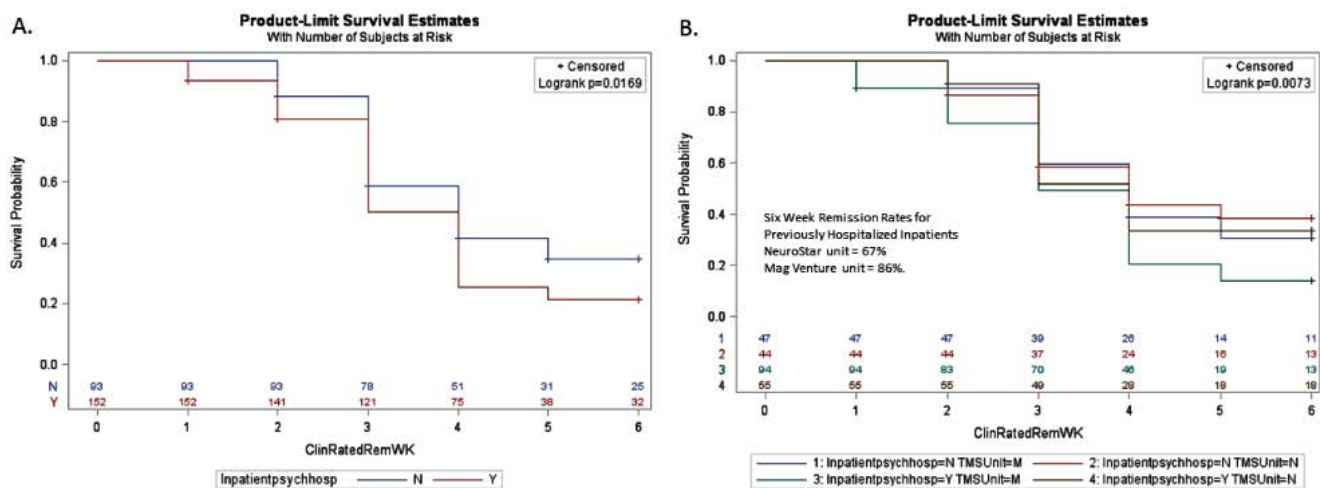 A.
Product-Limit Survival Estimates
With Number of Subjects at Risk
+ Censored
Logrank p=0.0169
Survival Probability
1.0
0.8
0.6
0.4
0.2
0.0
N 93 93 93 78 51 31 25
Y 152 152 141 121 75 38 32
0 1 2 3 4 5 6
ClinRatedRemWK
Inpatientpsychhosp N Y
B.
Product-Limit Survival Estimates
With Number of Subjects at Risk
+ Censored
Logrank p=0.0073
Survival Probability
1.0
0.8
0.6
0.4
0.2
0.0
Six Week Remission Rates for
Previously Hospitalized Inpatients
NeuroStar unit = 67%
Mag Venture unit = 86%.
1 47 47 47 39 26 14 11
2 44 44 44 37 24 16 13
3 94 94 83 70 46 19 13
4 55 55 55 49 28 18 18
0 1 2 3 4 5 6
ClinRatedRemWK
1: Inpatientpsychhosp=N TMSUnit=M 2: Inpatientpsychhosp=N TMSUnit=N
3: Inpatientpsychhosp=Y TMSUnit=M 4: Inpatientpsychhosp=Y TMSUnit=N